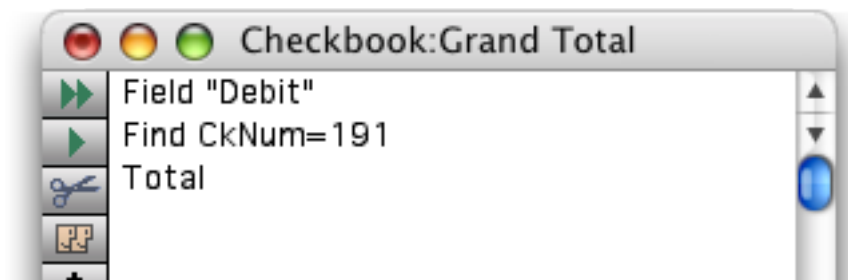 Checkbook:Grand Total
Field "Debit"
Find CkNum=191
Total